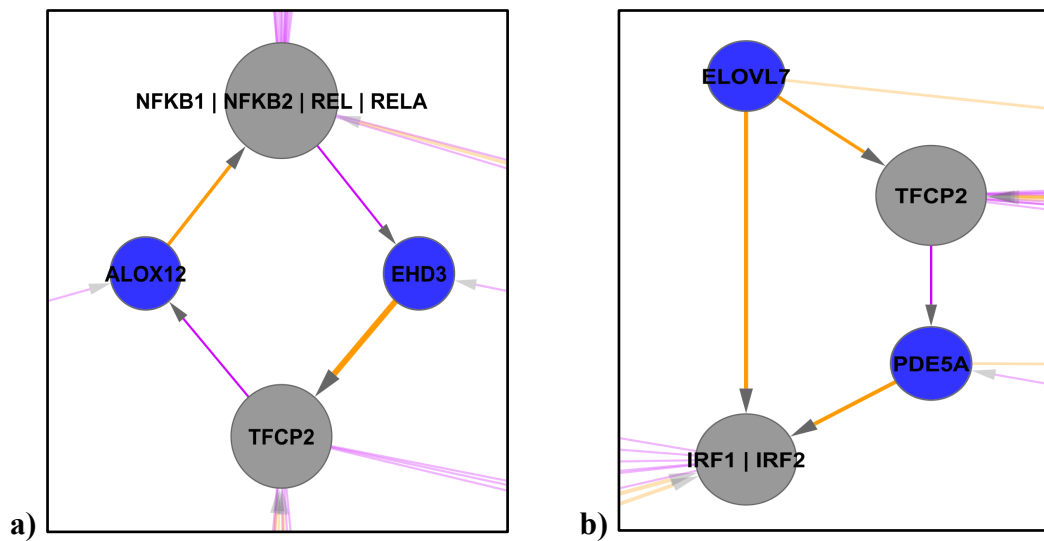 NFKB1 | NFKB2 | REL | RELA
ALOX12
EHD3
TFCP2
a)
ELOVL7
TFCP2
PDE5A
IRF1 | IRF2
b)